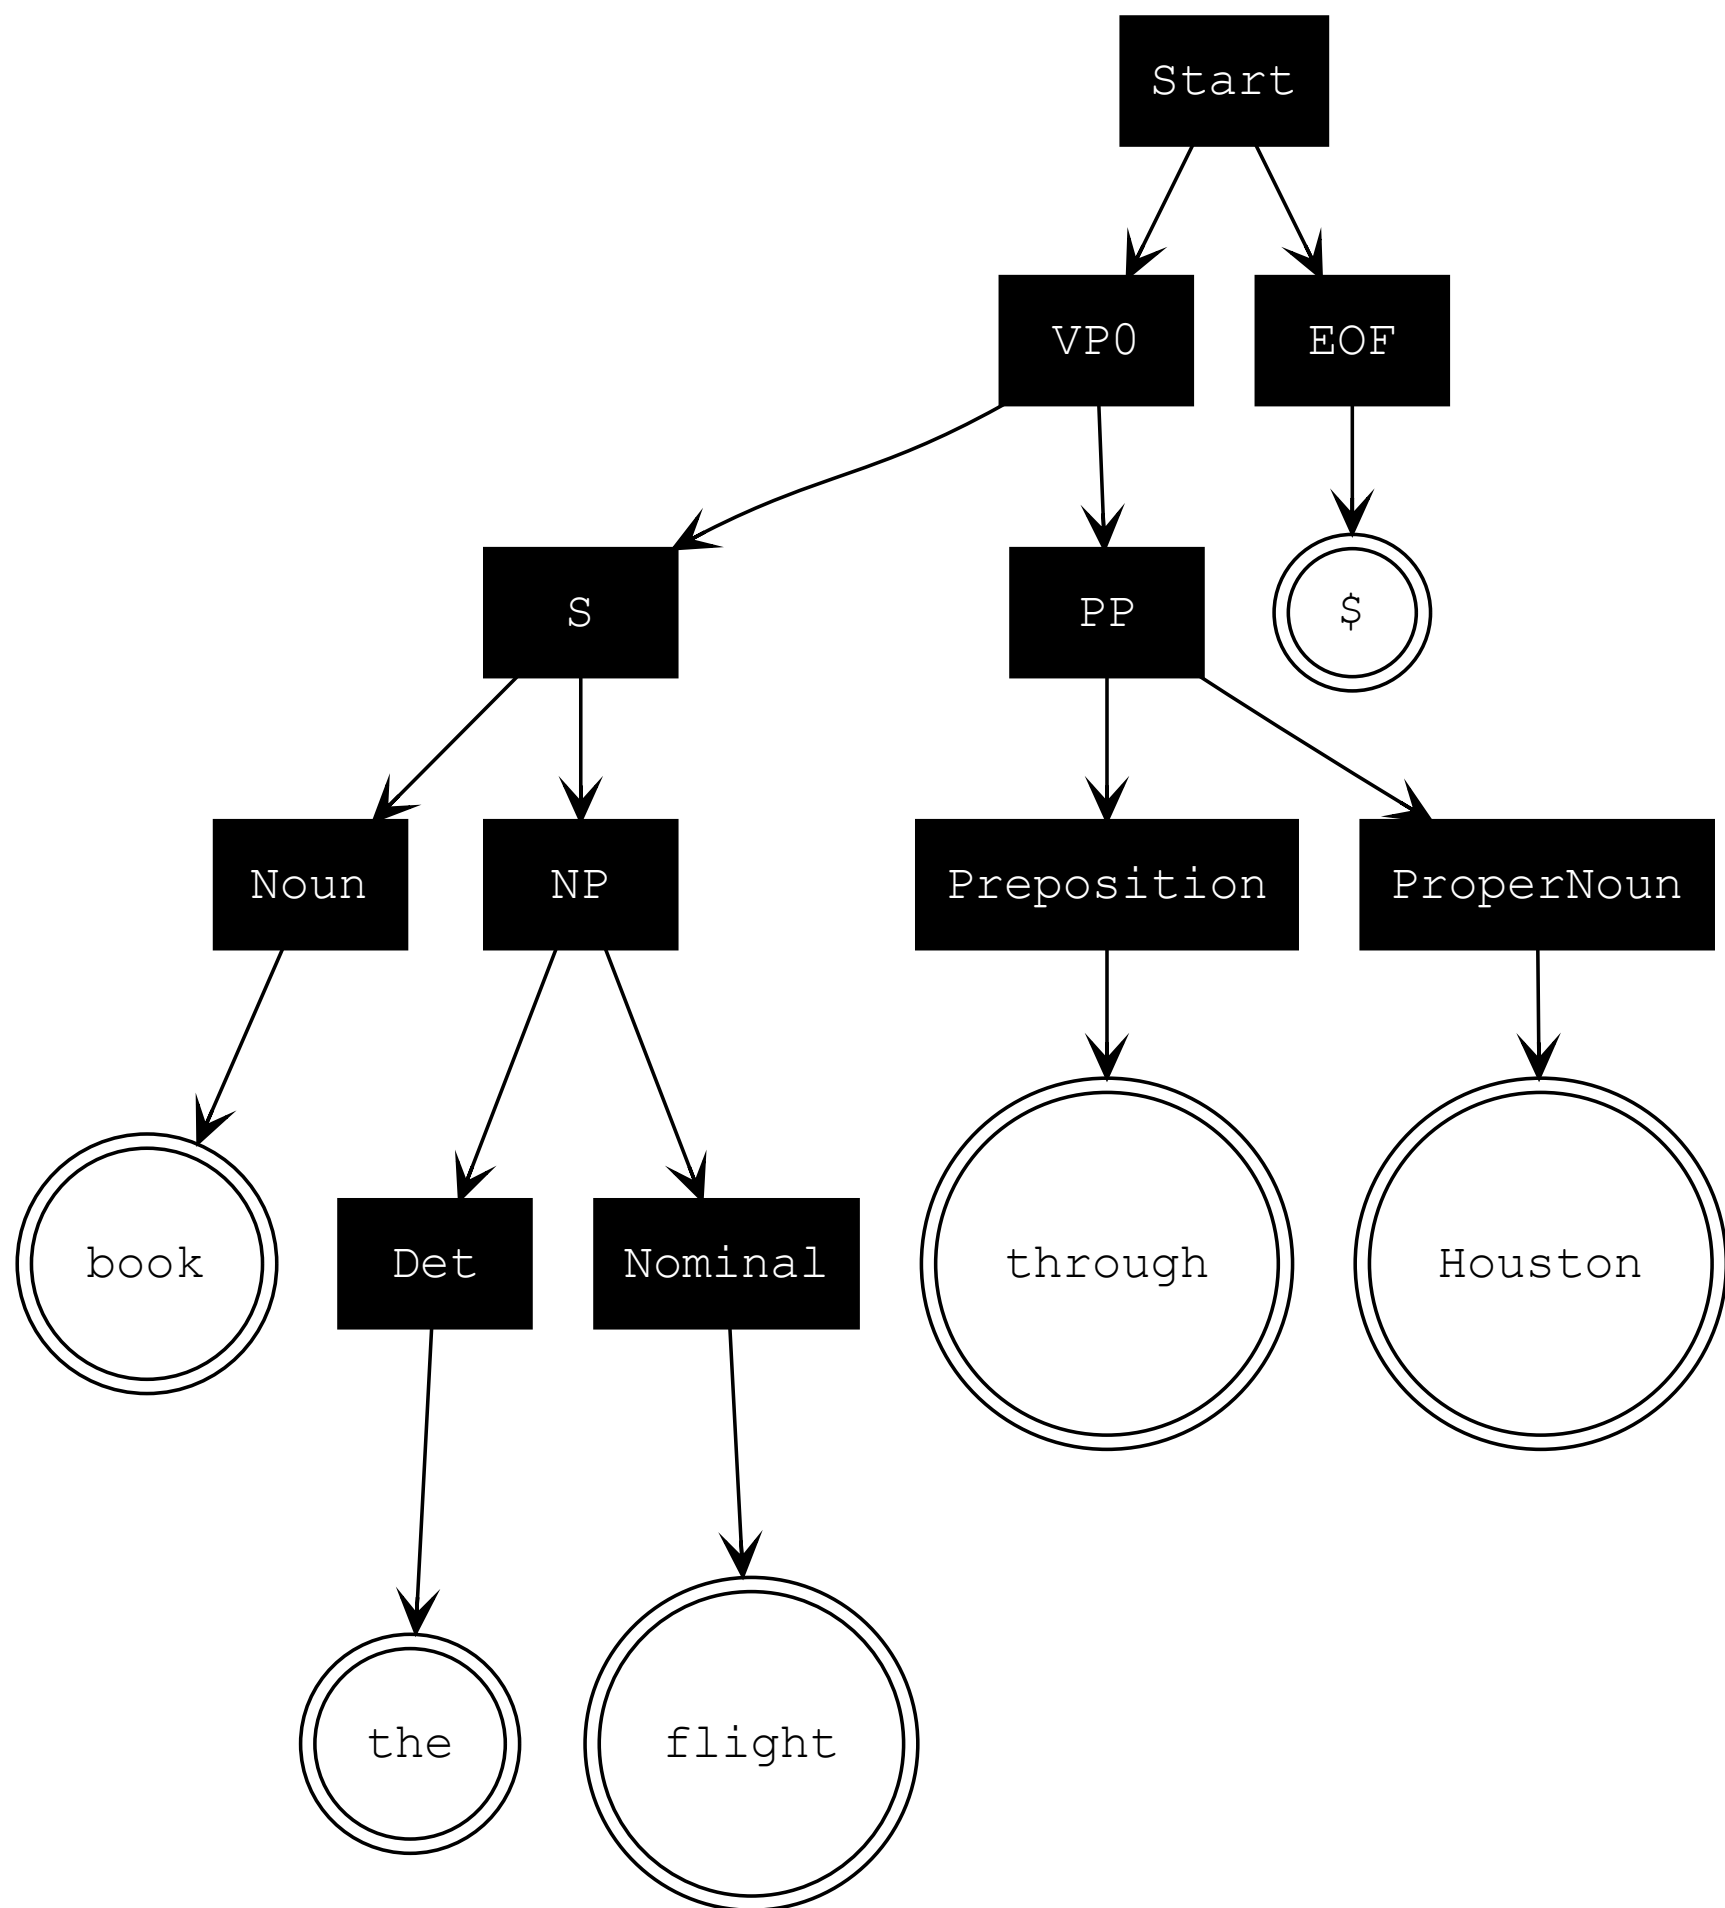 Start
VP0 EOF
S PP $
Noun NP Preposition ProperNoun
book Det Nominal through Houston
the flight